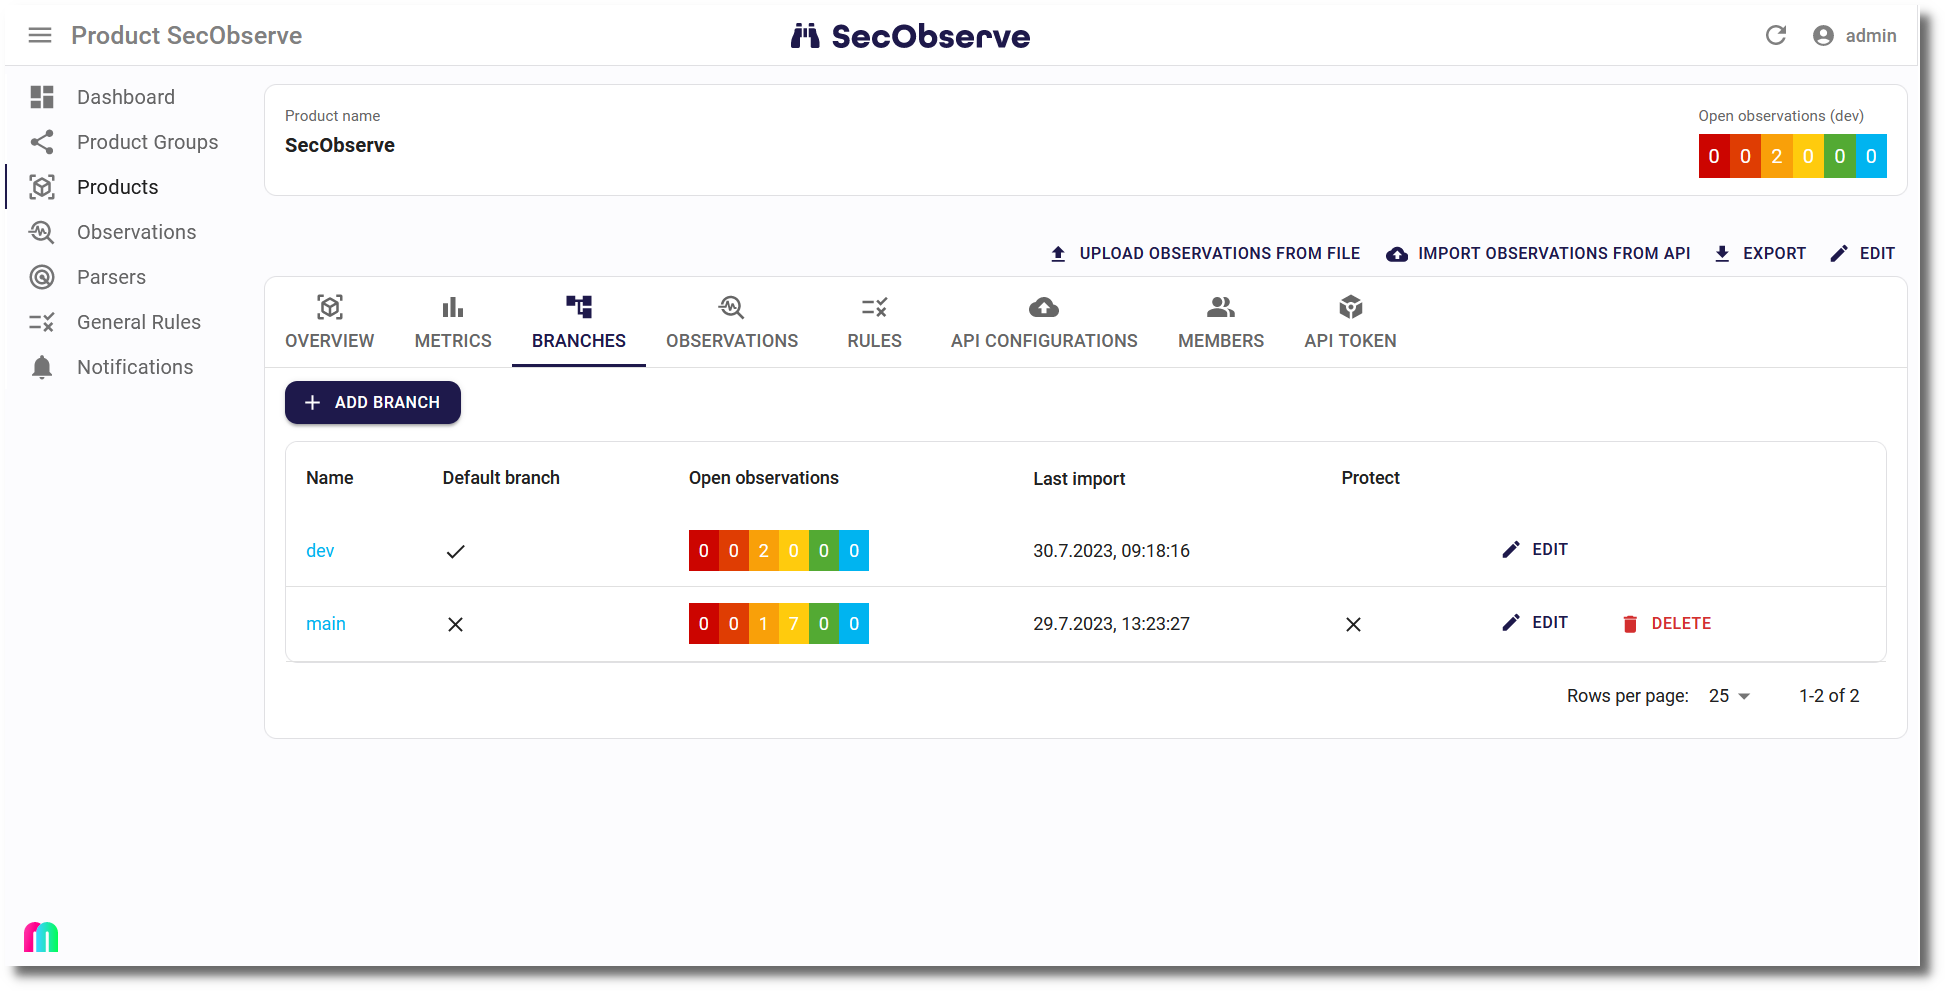 Product SecObserve
SecObserve
admin
Dashboard
Product Groups
Products
Observations
Parsers
General Rules
Notifications
Product name
SecObserve
Open observations (dev)
0 0 2 0 0 0
UPLOAD OBSERVATIONS FROM FILE IMPORT OBSERVATIONS FROM API EXPORT EDIT
OVERVIEW METRICS BRANCHES OBSERVATIONS RULES API CONFIGURATIONS MEMBERS API TOKEN
ADD BRANCH
Name Default branch Open observations Last import Protect
dev 0 0 2 0 0 0 30.7.2023, 09:18:16 EDIT
main 0 0 1 7 0 0 29.7.2023, 13:23:27 EDIT DELETE
Rows per page: 25 1-2 of 2